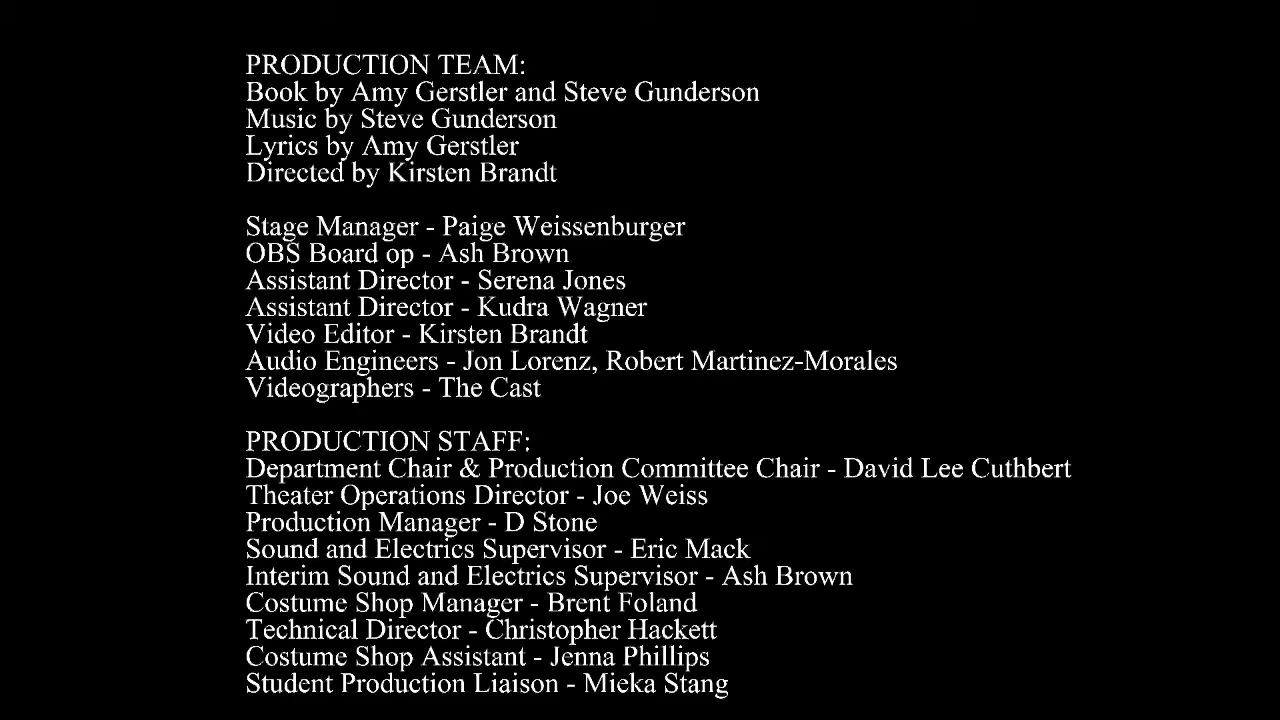 PRODUCTION TEAM:
Book by Amy Gerstler and Steve Gunderson
Music by Steve Gunderson
Lyrics by Amy Gerstler
Directed by Kirsten Brandt
Stage Manager - Paige Weissenburger
OBS Board op - Ash Brown
Assistant Director - Serena Jones
Assistant Director - Kudra Wagner
Video Editor - Kirsten Brandt
Audio Engineers - Jon Lorenz, Robert Martinez-Morales
Videographers - The Cast
PRODUCTION STAFF:
Department Chair & Production Committee Chair - David Lee Cuthbert
Theater Operations Director - Joe Weiss
Production Manager - D Stone
Sound and Electrics Supervisor - Eric Mack
Interim Sound and Electrics Supervisor - Ash Brown
Costume Shop Manager - Brent Foland
Technical Director - Christopher Hackett
Costume Shop Assistant - Jenna Phillips
Student Production Liaison - Mieka Stang